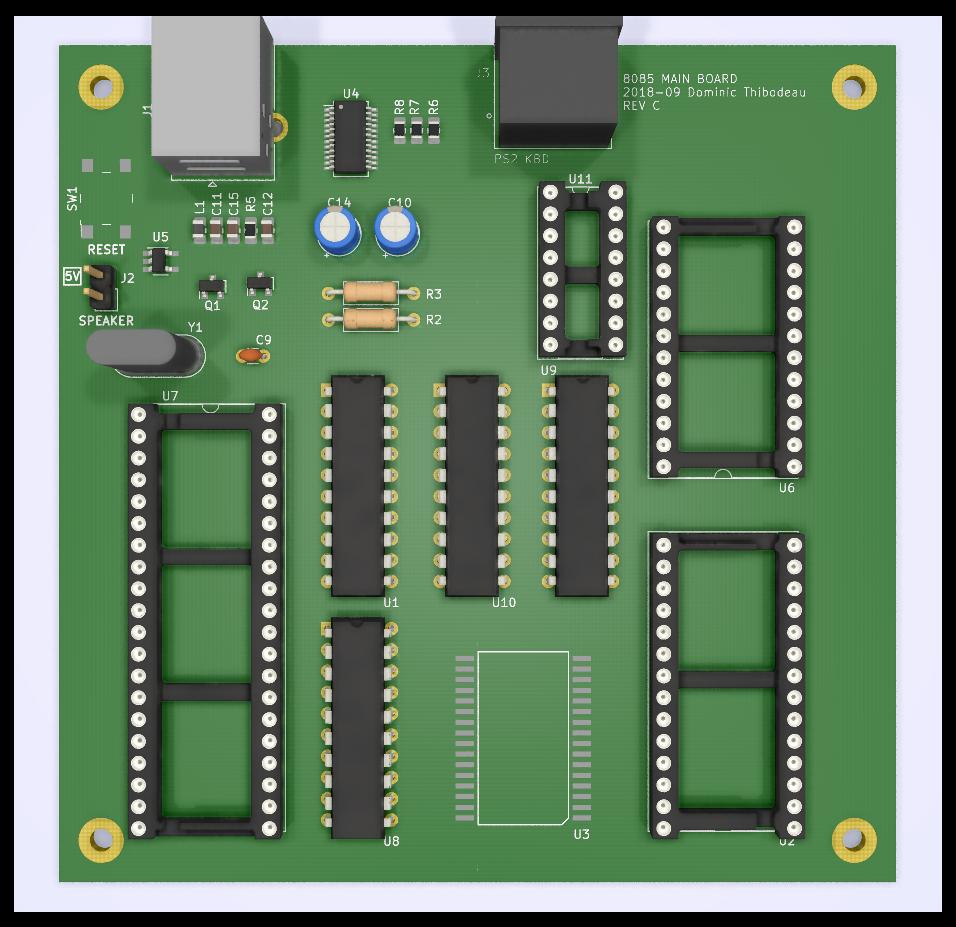 J1
U4
R8
R7
R6
J3
8085 MAIN BOARD
2018-09 Dominic Thibodeau
REV C
PS2 KBD
SW1
L1
C11
C15
R5
C12
C14
C10
U11
RESET
U5
5V
J2
Q1
Q2
R3
SPEAKER
R2
Y1
C9
U9
U7
U6
U1
U10
U8
U3
U2